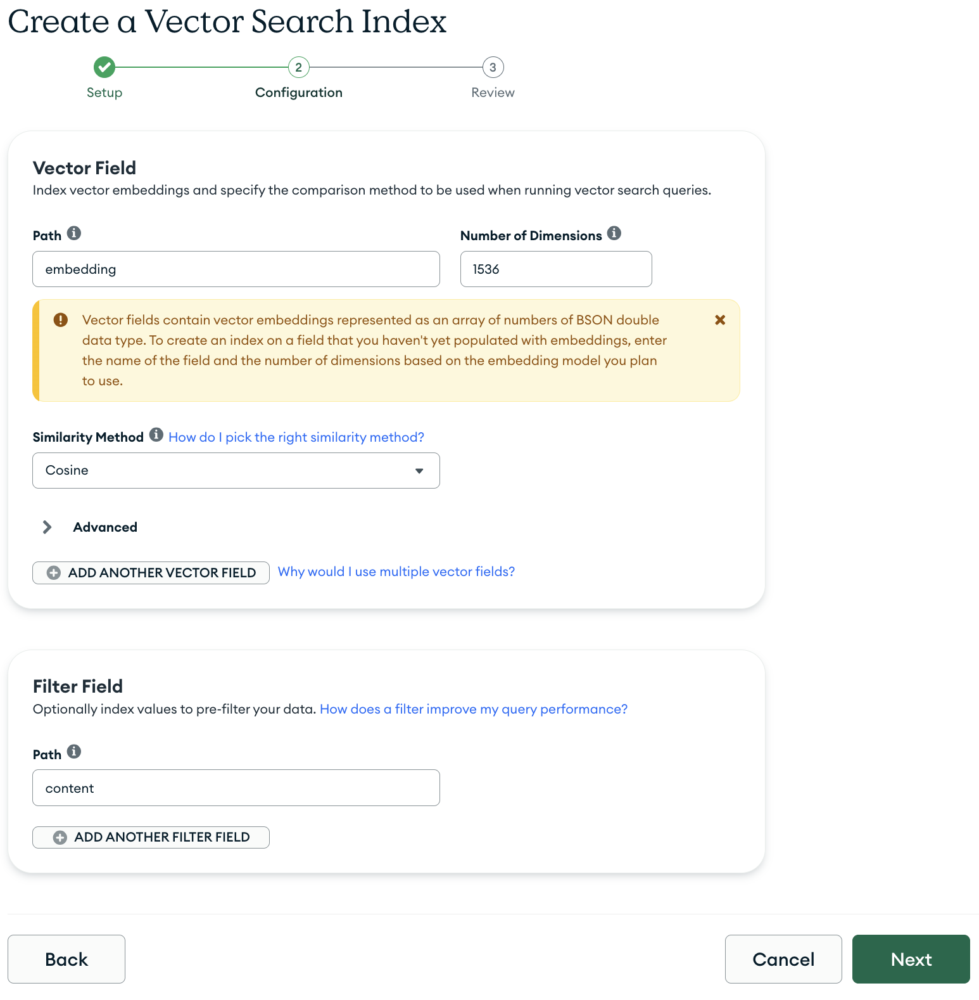 Create a Vector Search Index
2
3
Setup
Configuration
Review
Vector Field
Index vector embeddings and specify the comparison method to be used when running vector search queries.
Path
Number of Dimensions
embedding
1536
Vector fields contain vector embeddings represented as an array of numbers of BSON double
data type. To create an index on a field that you haven't yet populated with embeddings, enter
the name of the field and the number of dimensions based on the embedding model you plan
to use.
Similarity Method How do I pick the right similarity method?
Cosine
Advanced
ADD ANOTHER VECTOR FIELD Why would I use multiple vector fields?
Filter Field
Optionally index values to pre-filter your data. How does a filter improve my query performance?
Path
content
ADD ANOTHER FILTER FIELD
Back
Cancel
Next